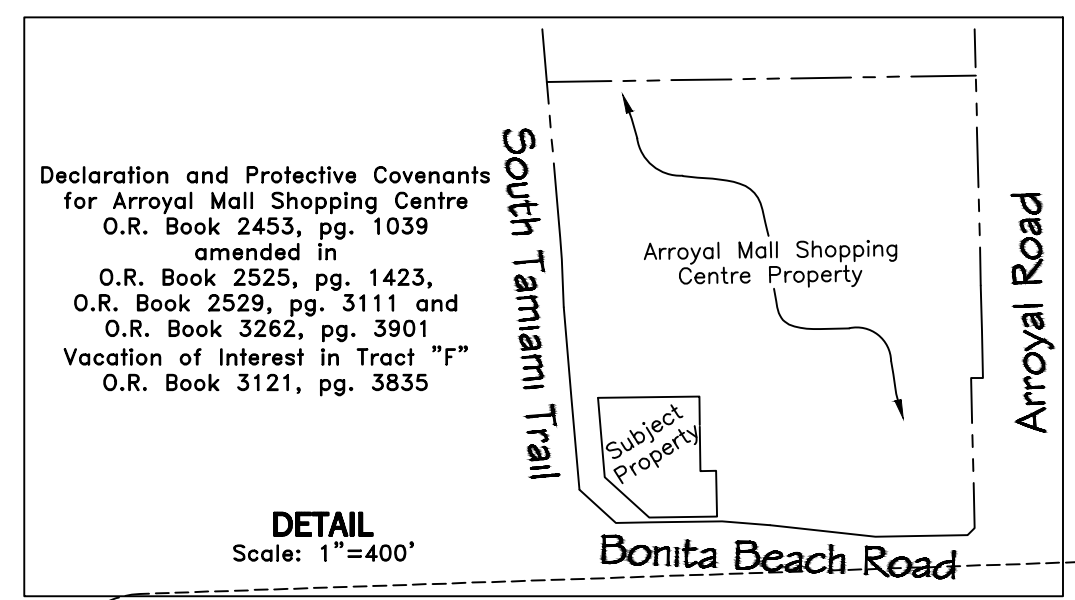 Declaration and Protective Covenants
for Arroyal Mall Shopping Centre
O.R. Book 2453, pg. 1039
amended in
O.R. Book 2525, pg. 1423,
O.R. Book 2529, pg. 3111 and
O.R. Book 3262, pg. 3901
Vacation of Interest in Tract "F"
O.R. Book 3121, pg. 3835
DETAIL
Scale: 1"=400'
South Tamiami Trail
Arroyal Mall Shopping
Centre Property
Arroyal Road
Subject
Property
Bonita Beach Road